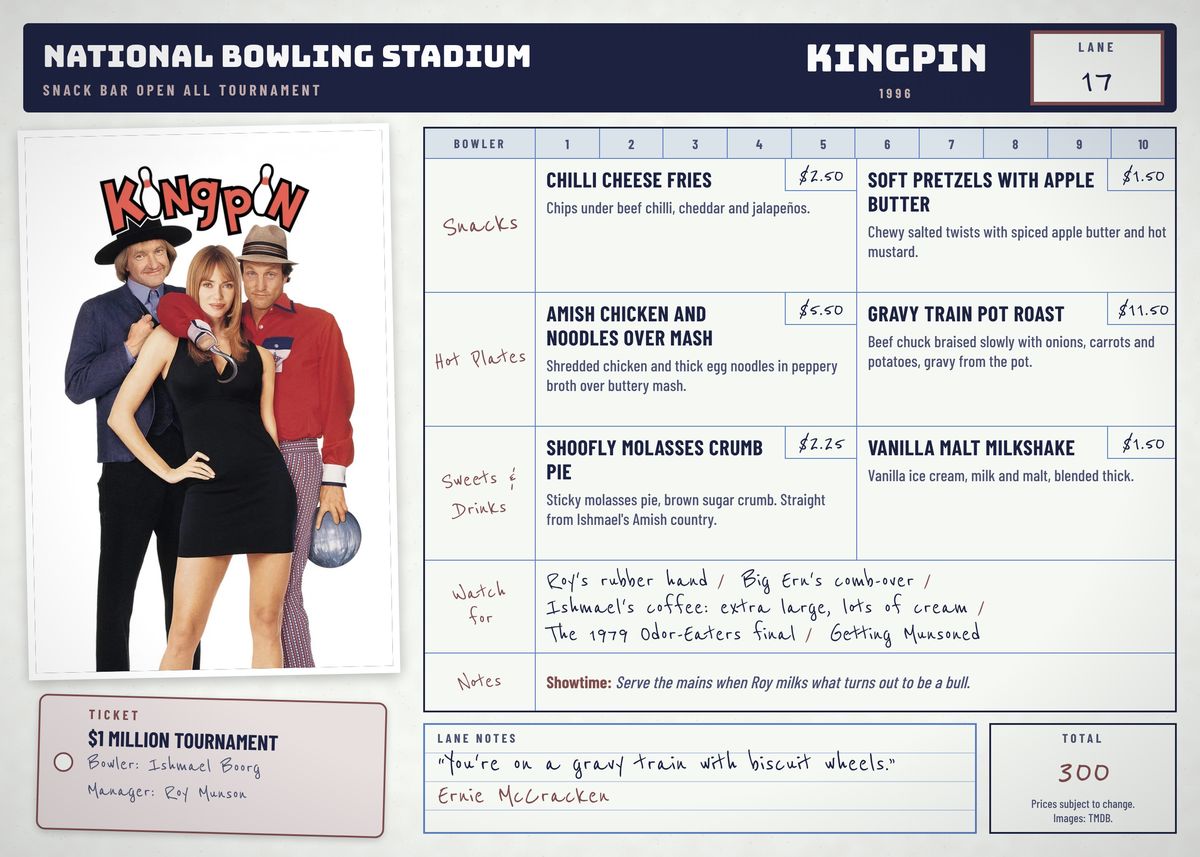 NATIONAL BOWLING STADIUM
SNACK BAR OPEN ALL TOURNAMENT
KINGPIN
1996
LANE
17
KINgpIN
BOWLER 1 2 3 4 5 6 7 8 9 10
Snacks
CHILLI CHEESE FRIES
$2.50
Chips under beef chilli, cheddar and jalapeños.
SOFT PRETZELS WITH APPLE
BUTTER
$1.50
Chewy salted twists with spiced apple butter and hot
mustard.
Hot Plates
AMISH CHICKEN AND
NOODLES OVER MASH
$5.50
Shredded chicken and thick egg noodles in peppery
broth over buttery mash.
GRAVY TRAIN POT ROAST
$11.50
Beef chuck braised slowly with onions, carrots and
potatoes, gravy from the pot.
Sweets &
Drinks
SHOOFLY MOLASSES CRUMB
PIE
$2.25
Sticky molasses pie, brown sugar crumb. Straight
from Ishmael's Amish country.
VANILLA MALT MILKSHAKE
$1.50
Vanilla ice cream, milk and malt, blended thick.
Watch
for
Roy's rubber hand / Big Ern's comb-over /
Ishmael's coffee: extra large, lots of cream /
The 1979 Odor-Eaters final / Getting Munsoned
Notes
Showtime: Serve the mains when Roy milks what turns out to be a bull.
TICKET
$1 MILLION TOURNAMENT
Bowler: Ishmael Boorg
Manager: Roy Munson
LANE NOTES
"You're on a gravy train with biscuit wheels."
Ernie McCracken
TOTAL
300
Prices subject to change.
Images: TMDB.